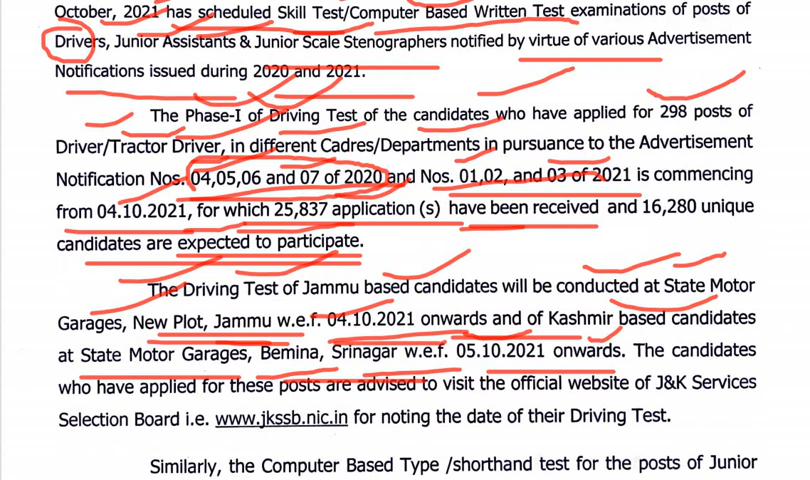 October, 2021 has scheduled Skill Test/Computer Based Written Test examinations of posts of
Drivers, Junior Assistants & Junior Scale Stenographers notified by virtue of various Advertisement
Notifications issued during 2020 and 2021.
The Phase-I of Driving Test of the candidates who have applied for 298 posts of
Driver/Tractor Driver, in different Cadres/Departments in pursuance to the Advertisement
Notification Nos. 04,05,06 and 07 of 2020 and Nos. 01,02, and 03 of 2021 is commencing
from 04.10.2021, for which 25,837 application (s) have been received and 16,280 unique
candidates are expected to participate.
The Driving Test of Jammu based candidates will be conducted at State Motor
Garages, New Plot, Jammu w.e.f. 04.10.2021 onwards and of Kashmir based candidates
at State Motor Garages, Bemina, Srinagar w.e.f. 05.10.2021 onwards. The candidates
who have applied for these posts are advised to visit the official website of J&K Services
Selection Board i.e. www.jkssb.nic.in for noting the date of their Driving Test.
Similarly, the Computer Based Type /shorthand test for the posts of Junior